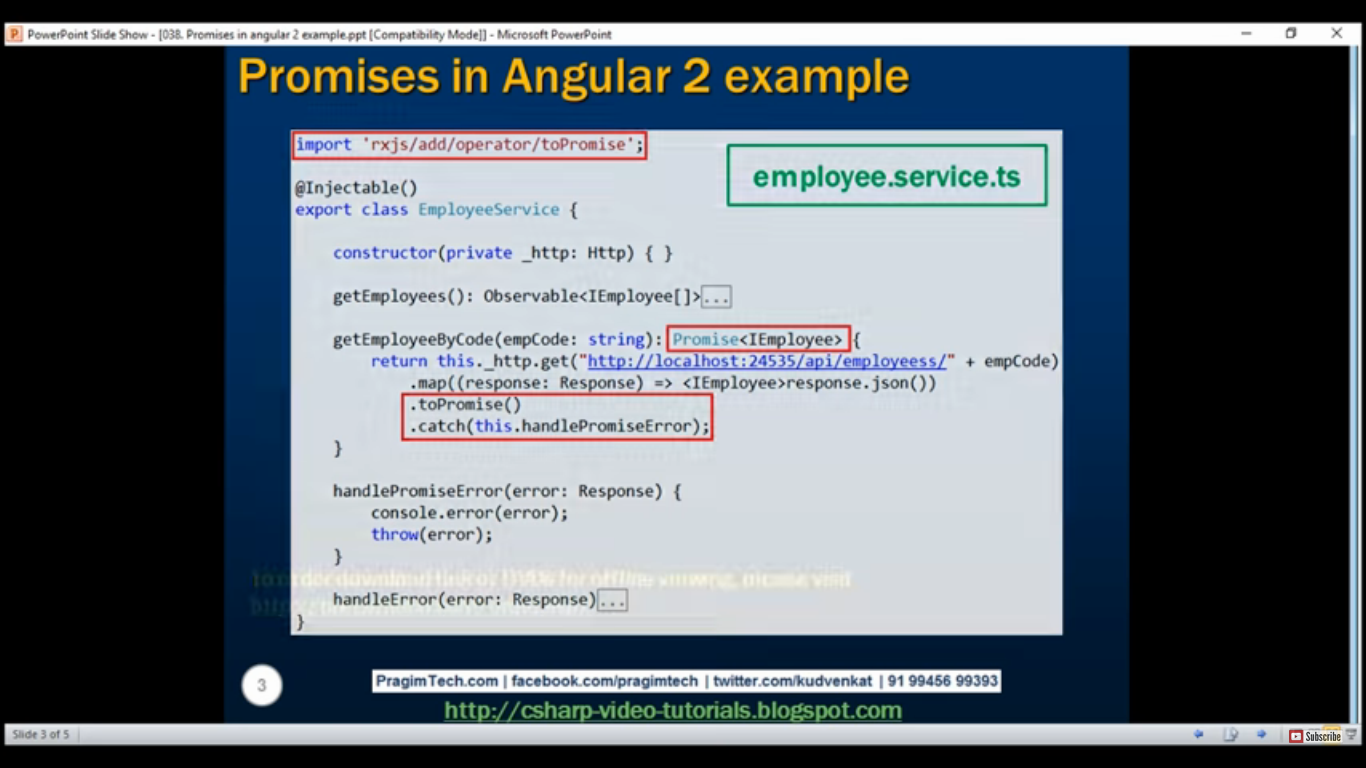 PowerPoint Slide Show - [038. Promises in angular 2 example.ppt [Compatibility Mode]] - Microsoft PowerPoint
Promises in Angular 2 example
import 'rxjs/add/operator/toPromise';
employee.service.ts
@Injectable()
export class EmployeeService {
constructor(private _http: Http) { }
getEmployees(): Observable<IEmployee[]>...
getEmployeeByCode(empCode: string): Promise<IEmployee> {
return this._http.get("http://localhost:24535/api/employeess/" + empCode)
.map((response: Response) => <IEmployee>response.json())
.toPromise()
.catch(this.handlePromiseError);
}
handlePromiseError(error: Response) {
console.error(error);
throw(error);
}
handleError(error: Response)...
}
3
PragimTech.com | facebook.com/pragimtech | twitter.com/kudvenkat | 91 99456 99393
http://csharp-video-tutorials.blogspot.com
Slide 3 of 5
Subscribe